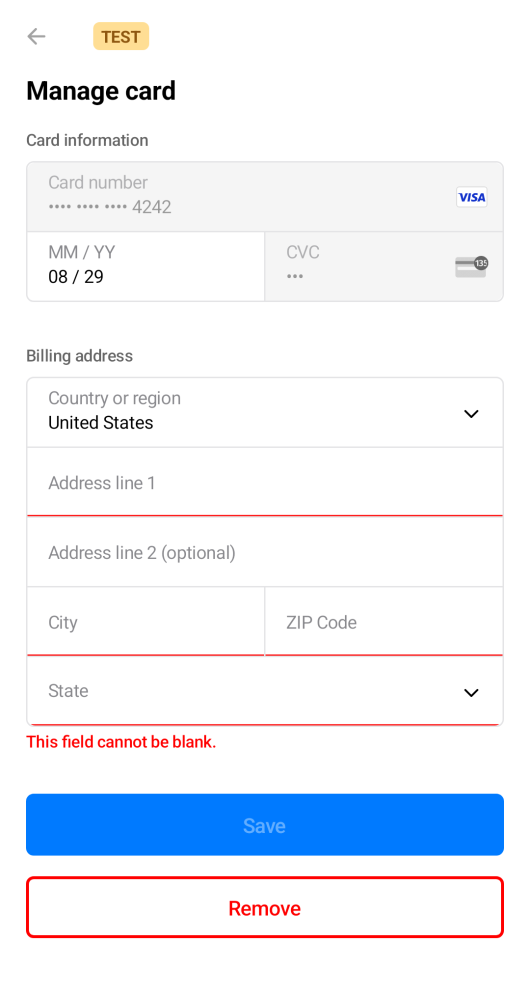 TEST
Manage card
Card information
Card number
•••• •••• •••• 4242
VISA
MM / YY
08 / 29
CVC
•••
135
Billing address
Country or region
United States
Address line 1
Address line 2 (optional)
City
ZIP Code
State
This field cannot be blank.
Save
Remove